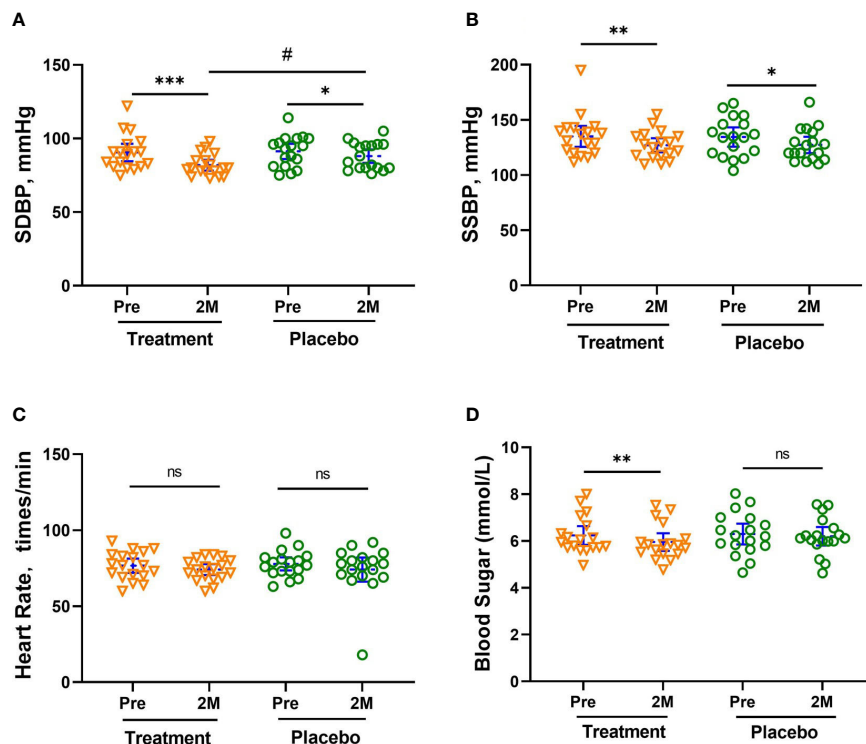 A
SDBP, mmHg
150
100
50
0
***
#
*
Pre
2M
Pre
2M
Treatment
Placebo
B
SSBP, mmHg
200
150
100
50
0
**
*
Pre
2M
Pre
2M
Treatment
Placebo
C
Heart Rate, times/min
150
100
50
0
ns
ns
Pre
2M
Pre
2M
Treatment
Placebo
D
Blood Sugar (mmol/L)
10
8
6
4
2
0
**
ns
Pre
2M
Pre
2M
Treatment
Placebo